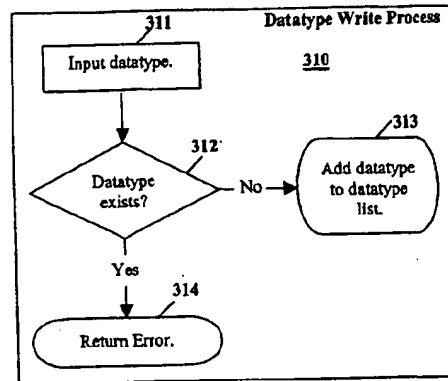 Datatype Write Process
310
311
Input datatype.
312
Datatype
exists?
No
313
Add datatype
to datatype
list.
Yes
314
Return Error.